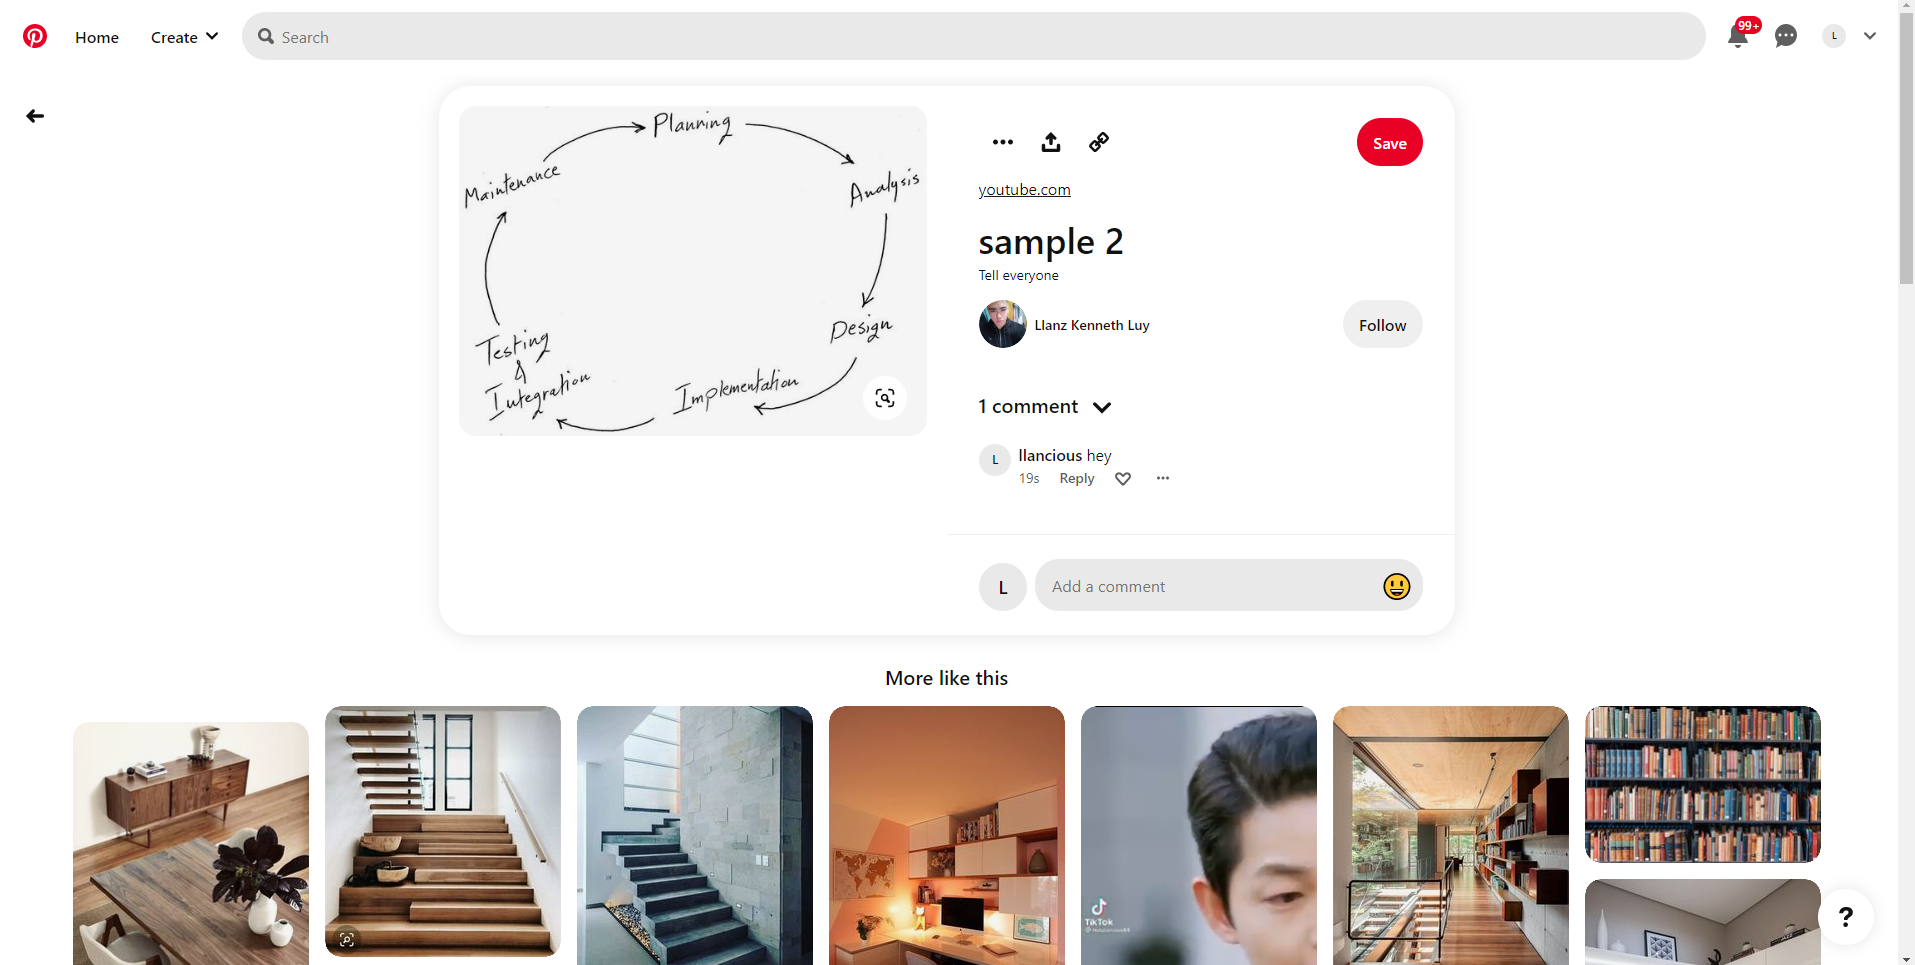 Home
Create
Search
99+
L
Planning
Maintenance
Analysis
Testing
&
Integration
Implementation
Design
Save
youtube.com
sample 2
Tell everyone
Llanz Kenneth Luy
Follow
1 comment
L
llancious hey
19s Reply
L
Add a comment
More like this
TikTok
?